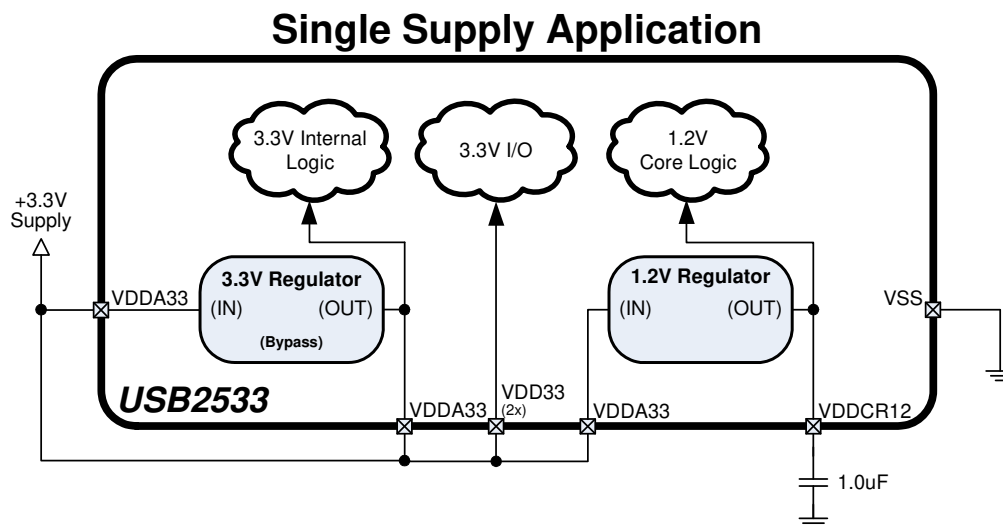 Single Supply Application
3.3V Internal
Logic
3.3V I/O
1.2V
Core Logic
+3.3V
Supply
VDDA33
3.3V Regulator
(IN)
(OUT)
(Bypass)
1.2V Regulator
(IN)
(OUT)
VSS
USB2533
VDDA33
VDD33
(2x)
VDDA33
VDDCR12
1.0uF